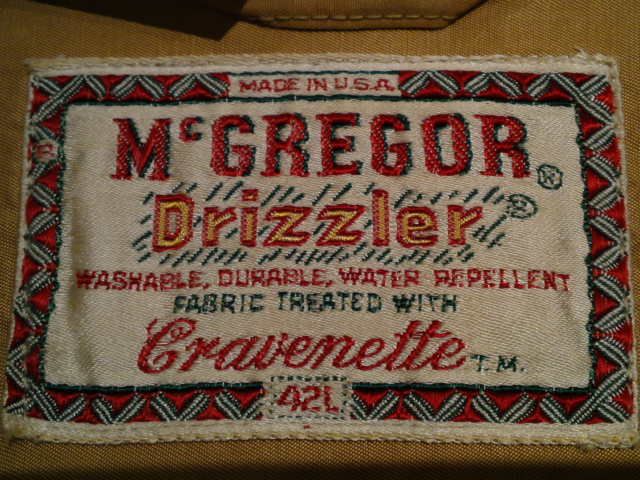 MADE IN U.S.A.
McGREGOR®
Drizzler®
WASHABLE, DURABLE, WATER REPELLENT
FABRIC TREATED WITH
Cravenette T.M.
42L